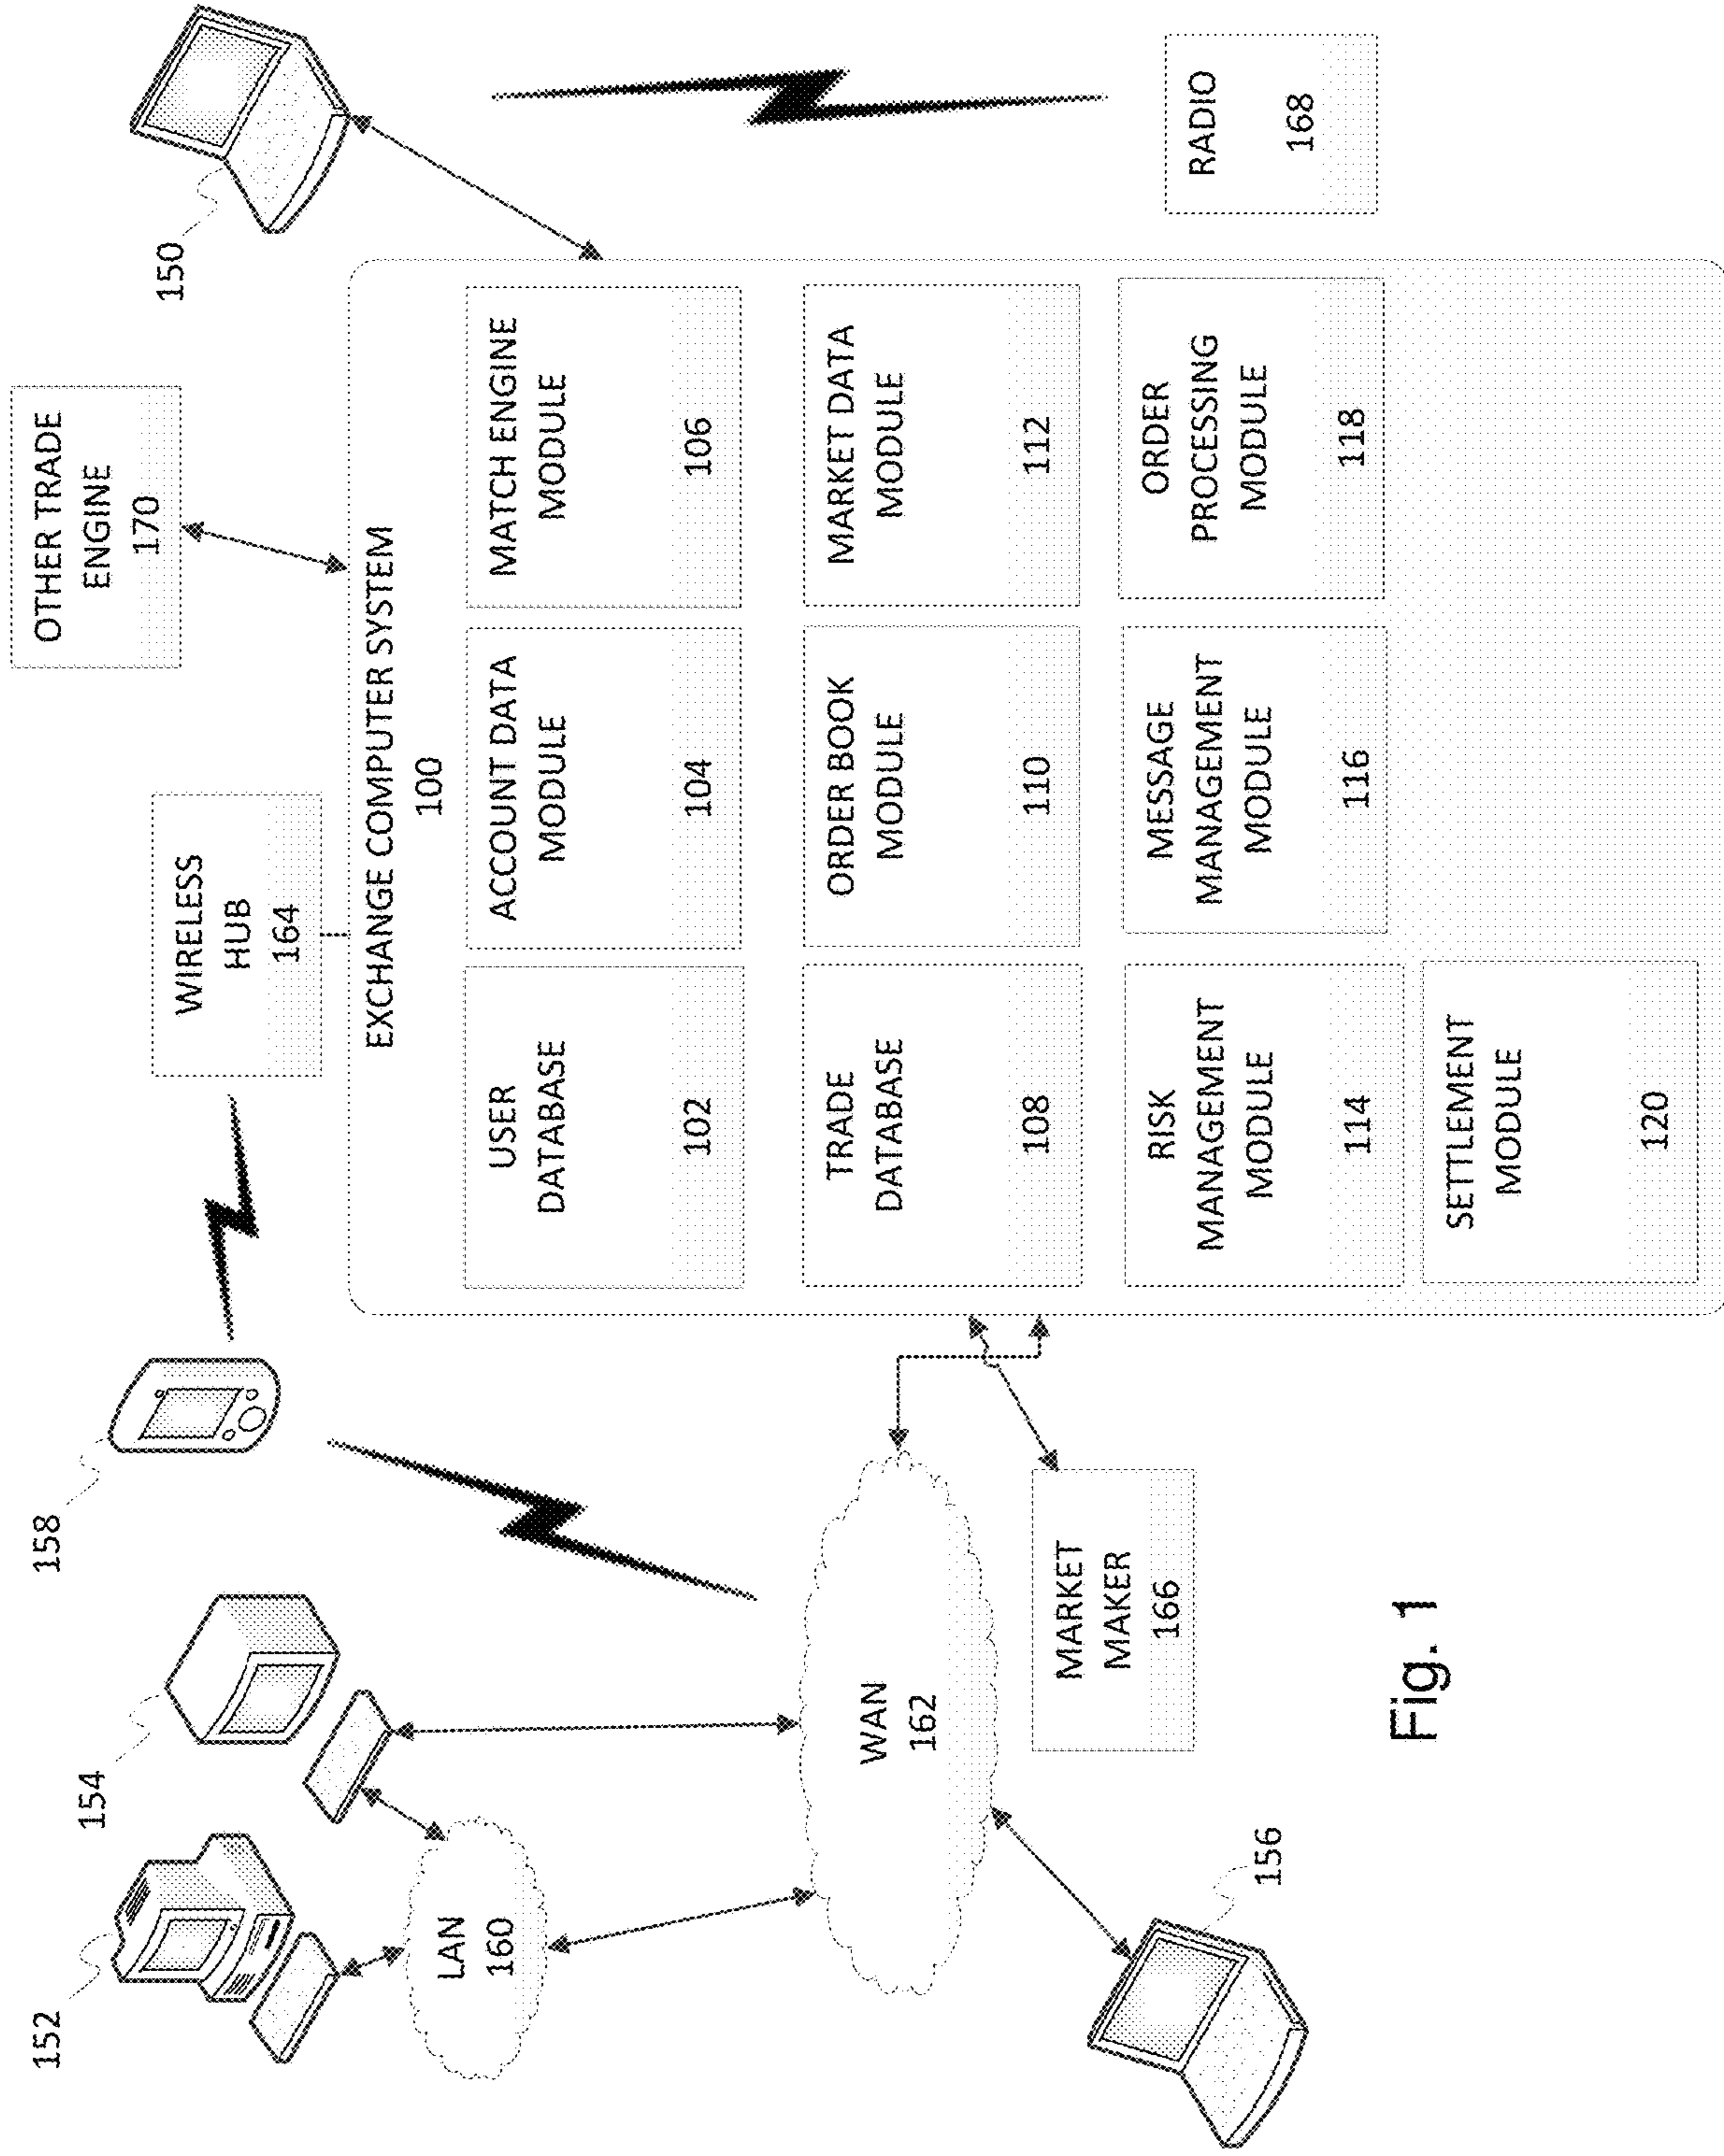 152
154
158
WIRELESS
HUB
164
OTHER TRADE
ENGINE
170
150
LAN
160
EXCHANGE COMPUTER SYSTEM
100
USER
DATABASE
102
ACCOUNT DATA
MODULE
104
MATCH ENGINE
MODULE
106
WAN
162
TRADE
DATABASE
108
ORDER BOOK
MODULE
110
MARKET DATA
MODULE
112
MARKET
MAKER
166
RISK
MANAGEMENT
MODULE
114
MESSAGE
MANAGEMENT
MODULE
116
ORDER
PROCESSING
MODULE
118
RADIO
168
156
SETTLEMENT
MODULE
120
Fig. 1